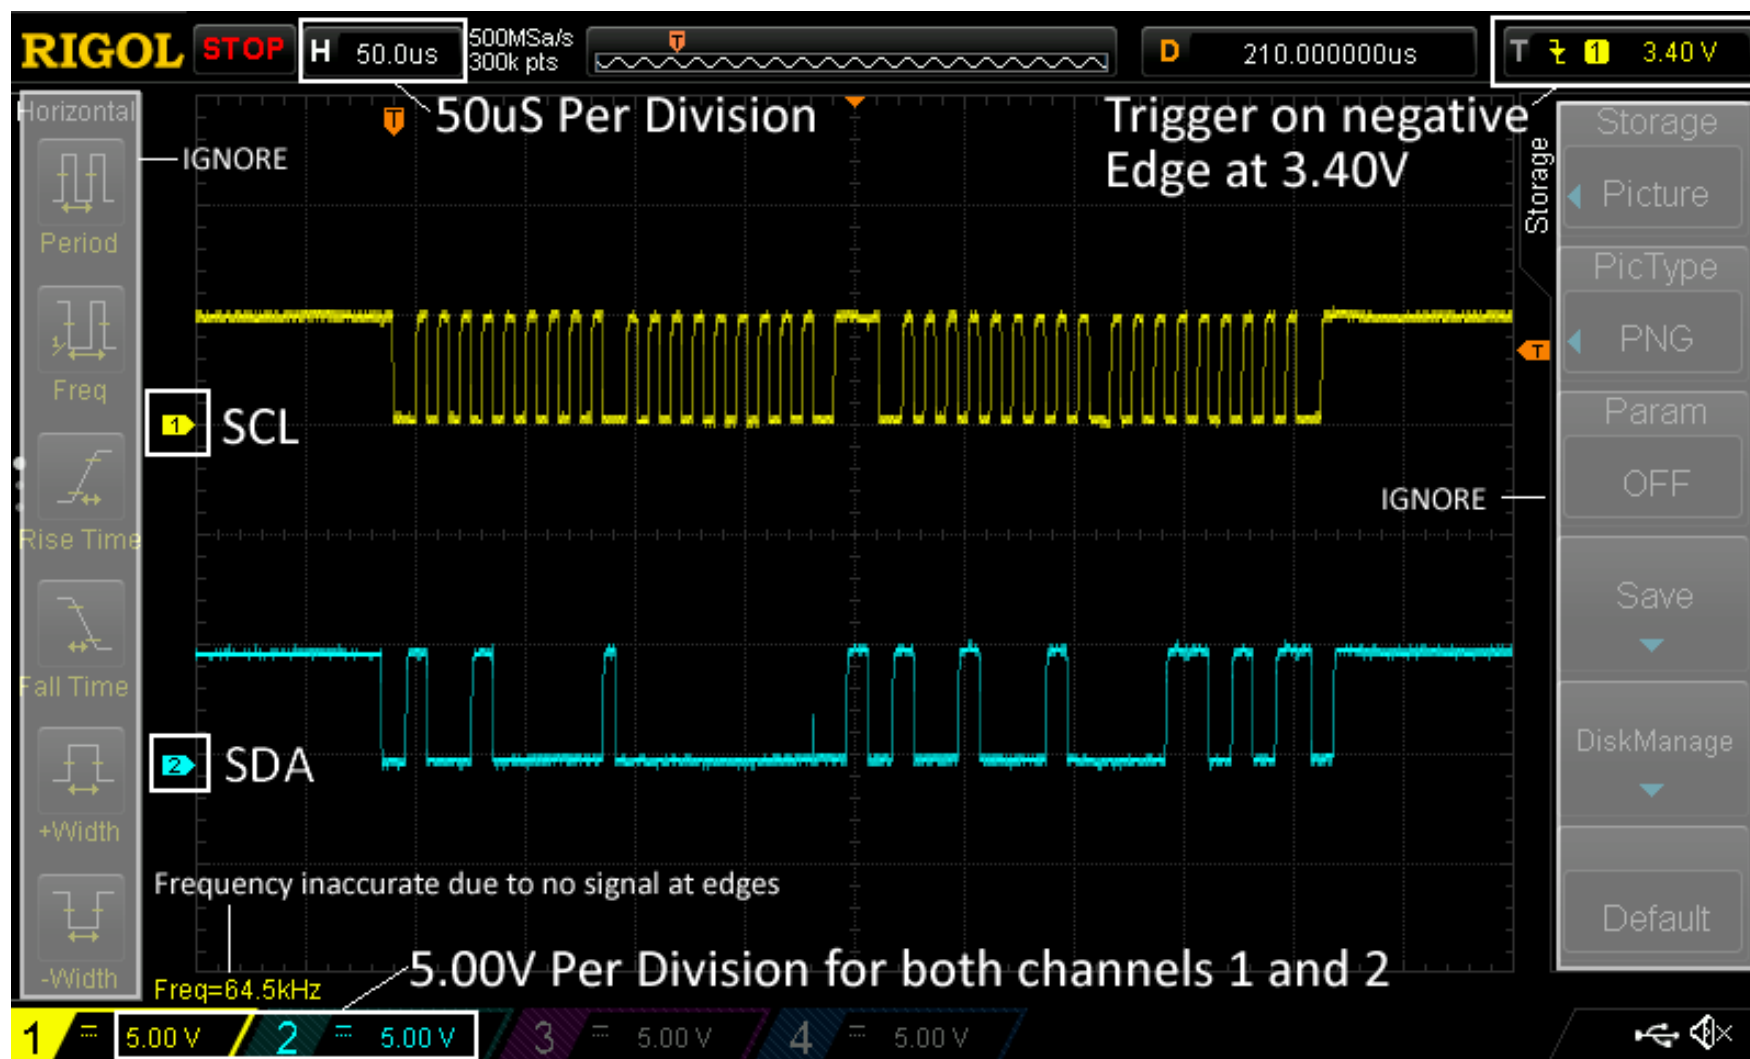 RIGOL STOP H 50.0us 500MSa/s
300k pts
T
D 210.000000us T 1 3.40 V
Horizontal
T
50uS Per Division
Trigger on negative
Edge at 3.40V
IGNORE
Storage
Storage
Picture
Period
PicType
PNG
T
Freq
1
SCL
Param
OFF
IGNORE
Rise Time
Save
Fall Time
2
SDA
DiskManage
+Width
Frequency inaccurate due to no signal at edges
Default
-Width
Freq=64.5kHz
5.00V Per Division for both channels 1 and 2
1 5.00 V 2 5.00 V 3 5.00 V 4 5.00 V